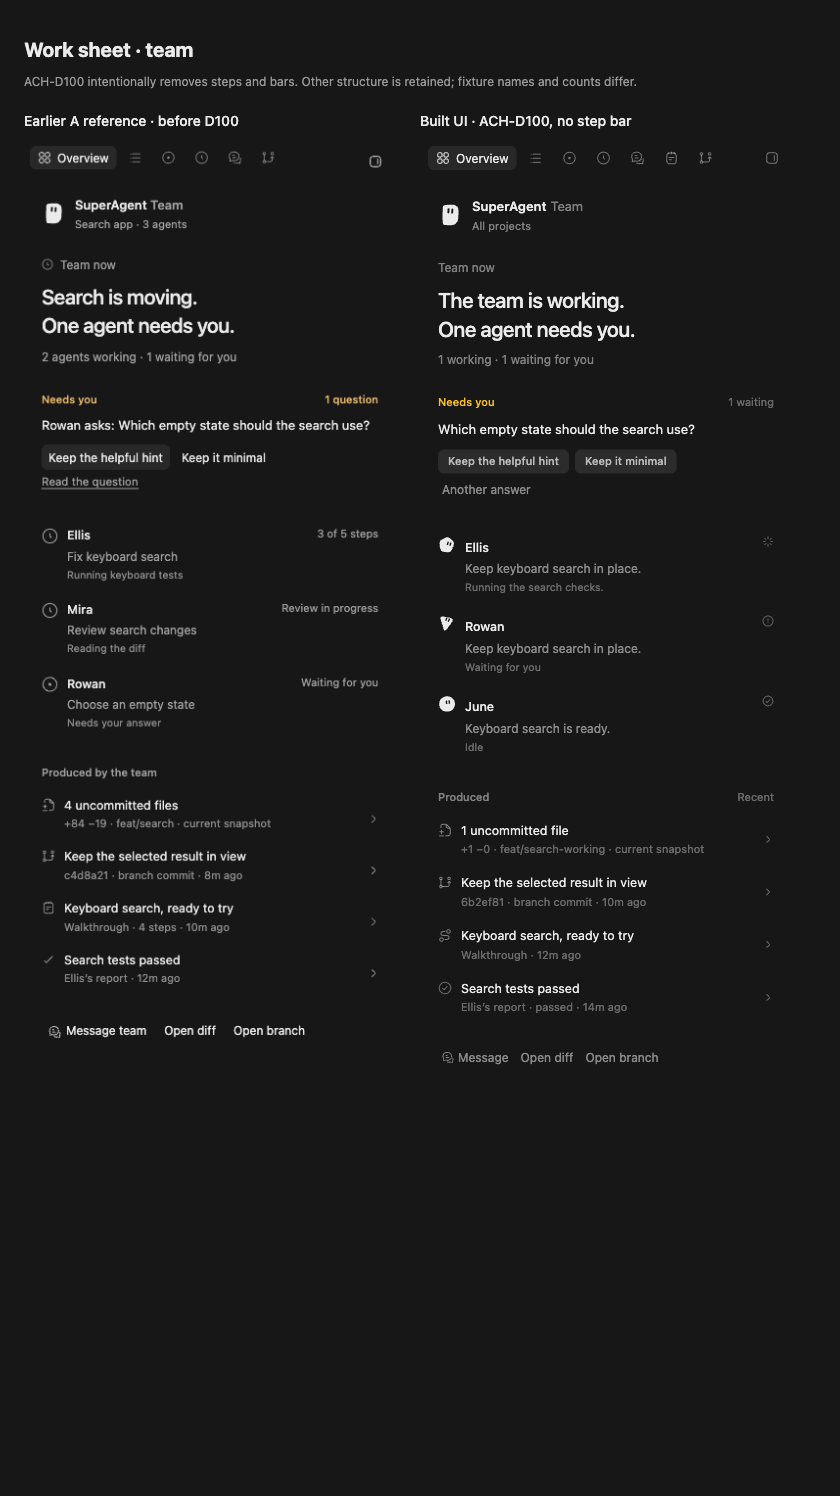 Work sheet · team
ACH-D100 intentionally removes steps and bars. Other structure is retained; fixture names and counts differ.
Earlier A reference · before D100
Overview
SuperAgent Team
Search app · 3 agents
Team now
Search is moving.
One agent needs you.
2 agents working · 1 waiting for you
Needs you 1 question
Rowan asks: Which empty state should the search use?
Keep the helpful hint Keep it minimal
Read the question
Ellis 3 of 5 steps
Fix keyboard search
Running keyboard tests
Mira Review in progress
Review search changes
Reading the diff
Rowan Waiting for you
Choose an empty state
Needs your answer
Produced by the team
4 uncommitted files
+84 −19 · feat/search · current snapshot
Keep the selected result in view
c4d8a21 · branch commit · 8m ago
Keyboard search, ready to try
Walkthrough · 4 steps · 10m ago
Search tests passed
Ellis's report · 12m ago
Message team Open diff Open branch
Built UI · ACH-D100, no step bar
Overview
SuperAgent Team
All projects
Team now
The team is working.
One agent needs you.
1 working · 1 waiting for you
Needs you 1 waiting
Which empty state should the search use?
Keep the helpful hint Keep it minimal
Another answer
Ellis
Keep keyboard search in place.
Running the search checks.
Rowan
Keep keyboard search in place.
Waiting for you
June
Keyboard search is ready.
Idle
Produced Recent
1 uncommitted file
+1 −0 · feat/search-working · current snapshot
Keep the selected result in view
6b2ef81 · branch commit · 10m ago
Keyboard search, ready to try
Walkthrough · 12m ago
Search tests passed
Ellis's report · passed · 14m ago
Message Open diff Open branch